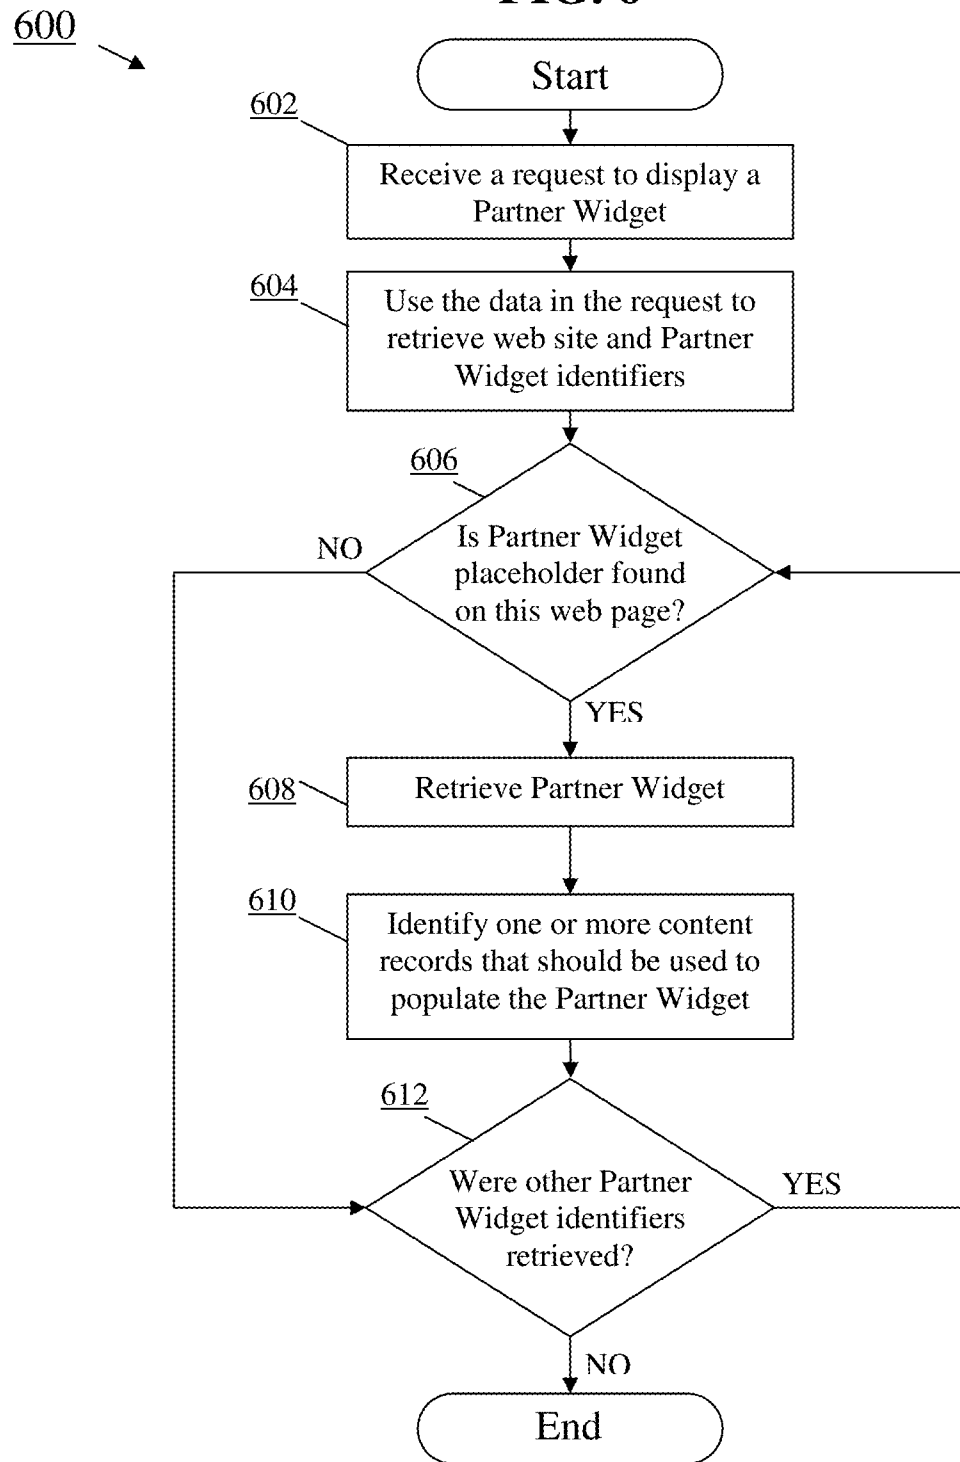 600
Start
602
Receive a request to display a
Partner Widget
604
Use the data in the request to
retrieve web site and Partner
Widget identifiers
606
Is Partner Widget
placeholder found
on this web page?
NO
YES
608
Retrieve Partner Widget
610
Identify one or more content
records that should be used to
populate the Partner Widget
612
Were other Partner
Widget identifiers
retrieved?
YES
NO
End